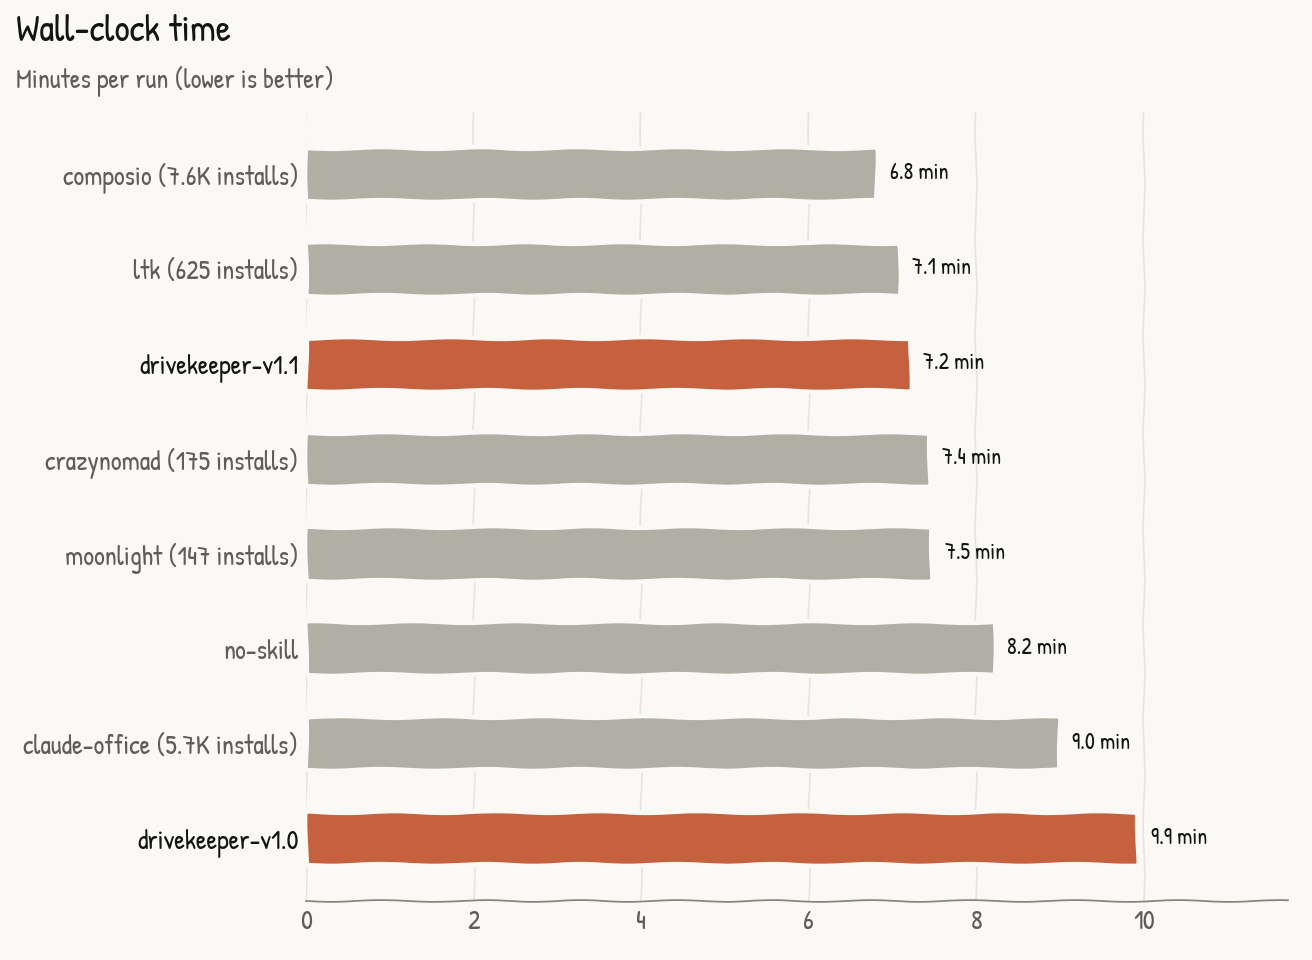 Wall-clock time
Minutes per run (lower is better)
composio (7.6K installs) 6.8 min
ltk (625 installs) 7.1 min
drivekeeper-v1.1 7.2 min
crazynomad (175 installs) 7.4 min
moonlight (147 installs) 7.5 min
no-skill 8.2 min
claude-office (5.7K installs) 9.0 min
drivekeeper-v1.0 9.9 min
0 2 4 6 8 10